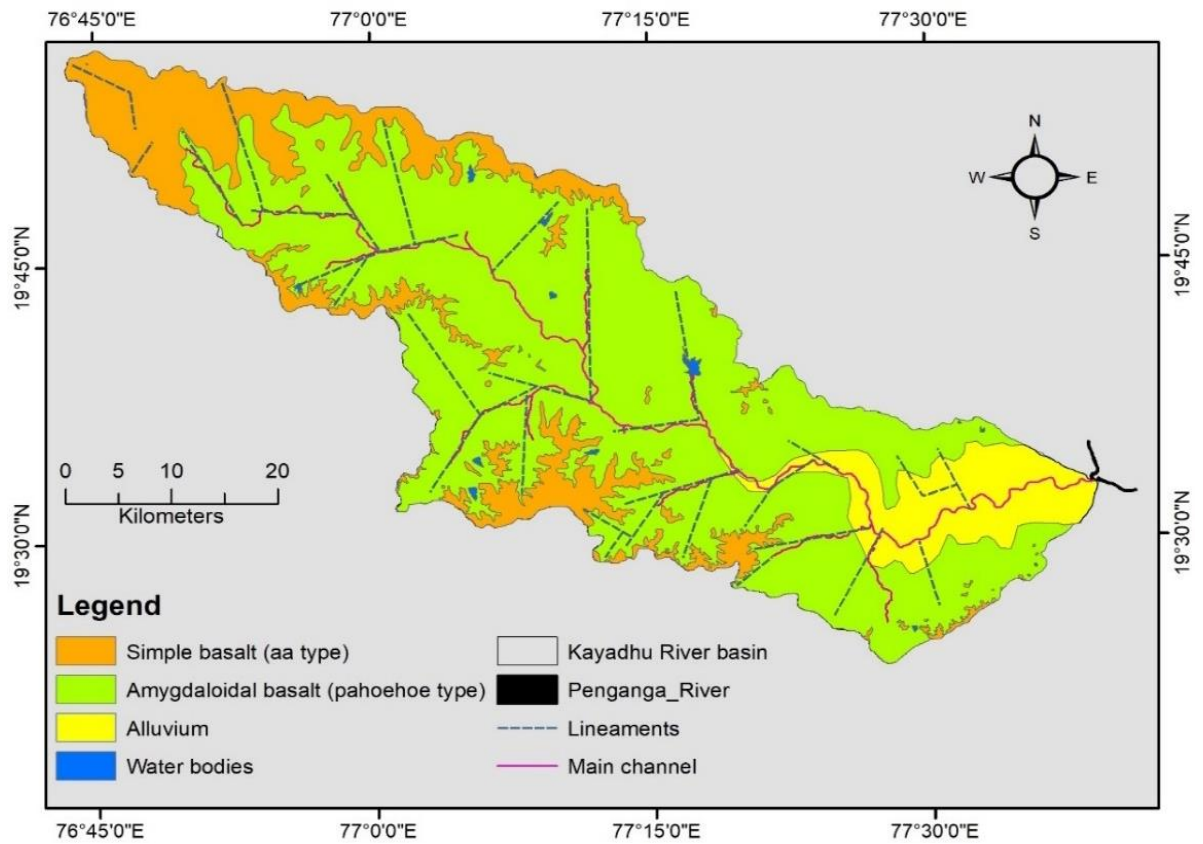 76°45'0"E 77°0'0"E 77°15'0"E 77°30'0"E
N
W E
S
19°45'0"N 19°45'0"N
0 5 10 20
Kilometers
19°30'0"N 19°30'0"N
Legend
Simple basalt (aa type)
Amygdaloidal basalt (pahoehoe type)
Alluvium
Water bodies
Kayadhu River basin
Penganga_River
Lineaments
Main channel
76°45'0"E 77°0'0"E 77°15'0"E 77°30'0"E